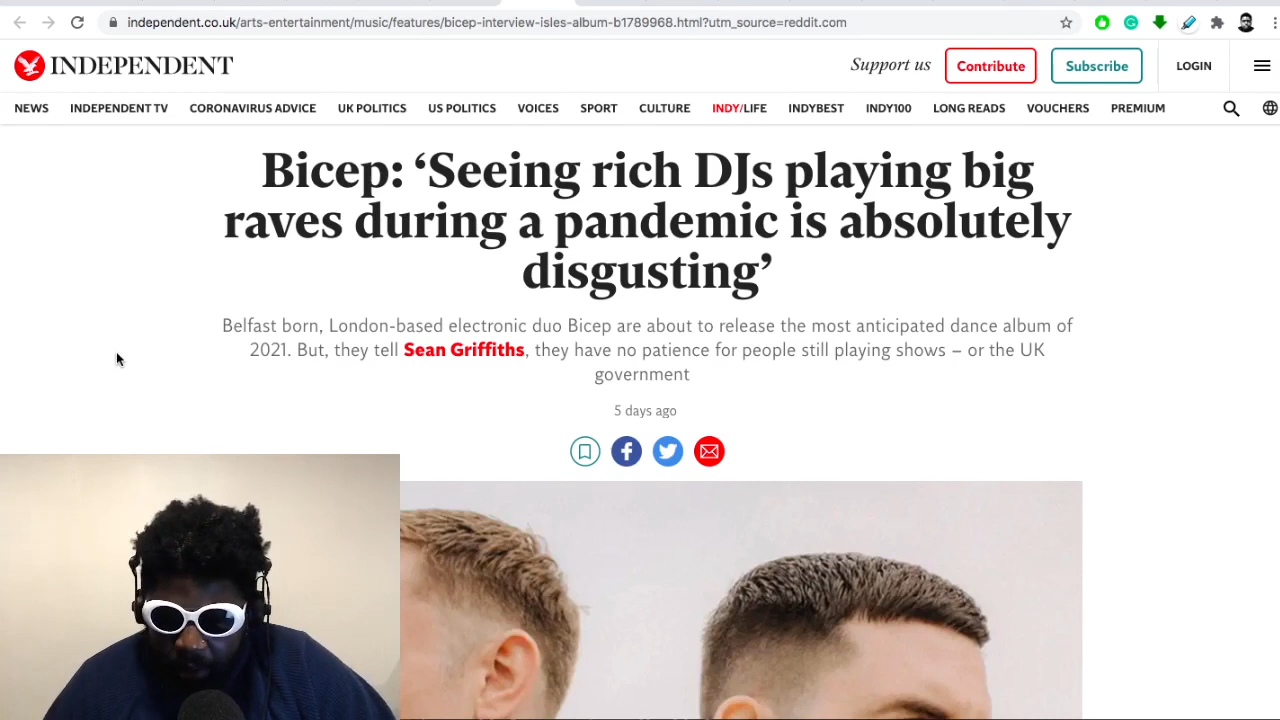 independent.co.uk/arts-entertainment/music/features/bicep-interview-isles-album-b1789968.html?utm_source=reddit.com
INDEPENDENT
Support us
Contribute
Subscribe
LOGIN
NEWS INDEPENDENT TV CORONAVIRUS ADVICE UK POLITICS US POLITICS VOICES SPORT CULTURE INDY/LIFE INDYBEST INDY100 LONG READS VOUCHERS PREMIUM
Bicep: ‘Seeing rich DJs playing big
raves during a pandemic is absolutely
disgusting’
Belfast born, London-based electronic duo Bicep are about to release the most anticipated dance album of
2021. But, they tell Sean Griffiths, they have no patience for people still playing shows – or the UK
government
5 days ago